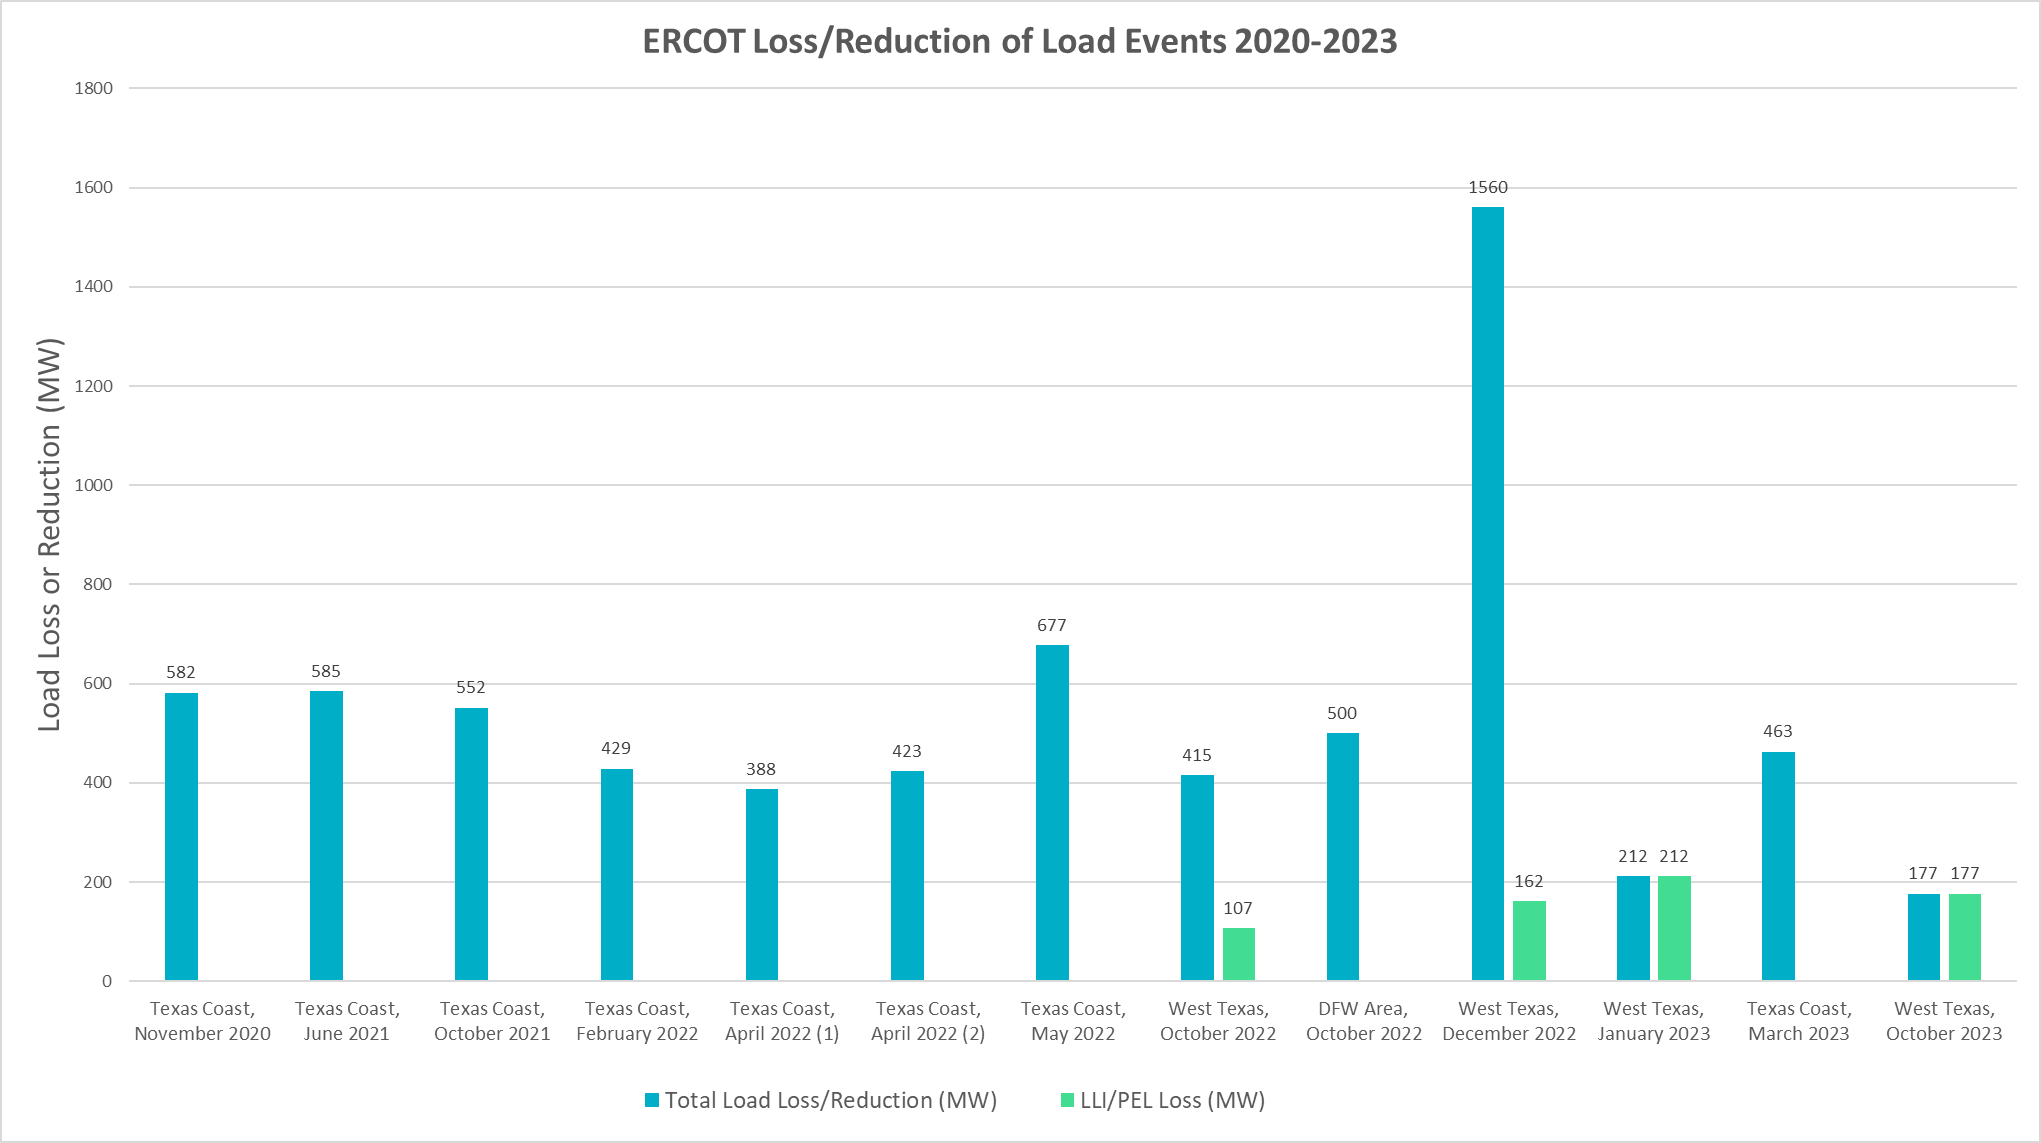 ERCOT Loss/Reduction of Load Events 2020-2023
Load Loss or Reduction (MW)
1800
1600
1400
1200
1000
800
600
400
200
0
582
585
552
429
388
423
677
415
107
500
1560
162
212
212
463
177
177
Texas Coast,
November 2020
Texas Coast,
June 2021
Texas Coast,
October 2021
Texas Coast,
February 2022
Texas Coast,
April 2022 (1)
Texas Coast,
April 2022 (2)
Texas Coast,
May 2022
West Texas,
October 2022
DFW Area,
October 2022
West Texas,
December 2022
West Texas,
January 2023
Texas Coast,
March 2023
West Texas,
October 2023
Total Load Loss/Reduction (MW)
LLI/PEL Loss (MW)